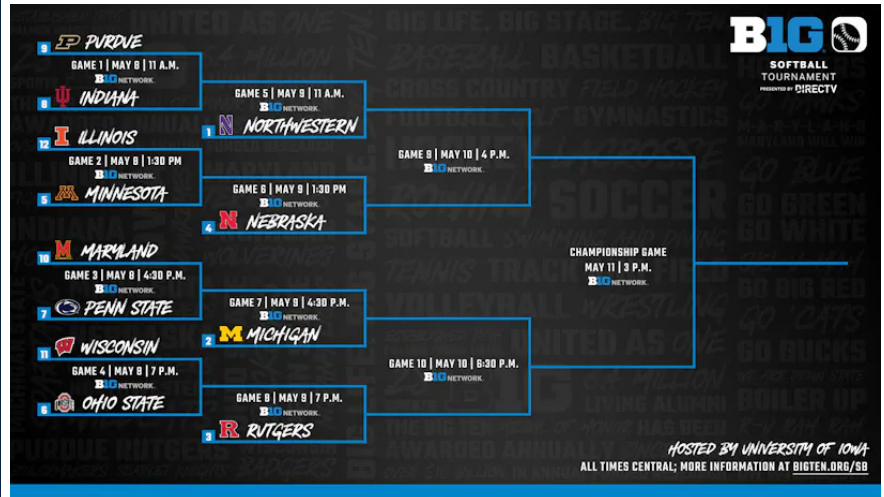 B1G
SOFTBALL
TOURNAMENT
PRESENTED BY DIRECTV
9 P PURDUE
GAME 1 | MAY 8 | 11 A.M.
B1G NETWORK
8 INDIANA
12 I ILLINOIS
GAME 2 | MAY 8 | 1:30 PM
B1G NETWORK
5 M MINNESOTA
10 M MARYLAND
GAME 3 | MAY 8 | 4:30 P.M.
B1G NETWORK
7 PENN STATE
11 W WISCONSIN
GAME 4 | MAY 8 | 7 P.M.
B1G NETWORK
6 OHIO STATE
GAME 5 | MAY 9 | 11 A.M.
B1G NETWORK
1 N NORTHWESTERN
GAME 6 | MAY 9 | 1:30 PM
B1G NETWORK
4 N NEBRASKA
GAME 7 | MAY 9 | 4:30 P.M.
B1G NETWORK
2 M MICHIGAN
GAME 8 | MAY 9 | 7 P.M.
B1G NETWORK
3 R RUTGERS
GAME 9 | MAY 10 | 4 P.M.
B1G NETWORK
GAME 10 | MAY 10 | 6:30 P.M.
B1G NETWORK
CHAMPIONSHIP GAME
MAY 11 | 3 P.M.
B1G NETWORK
HOSTED BY UNIVERSITY OF IOWA
ALL TIMES CENTRAL; MORE INFORMATION AT BIGTEN.ORG/SB